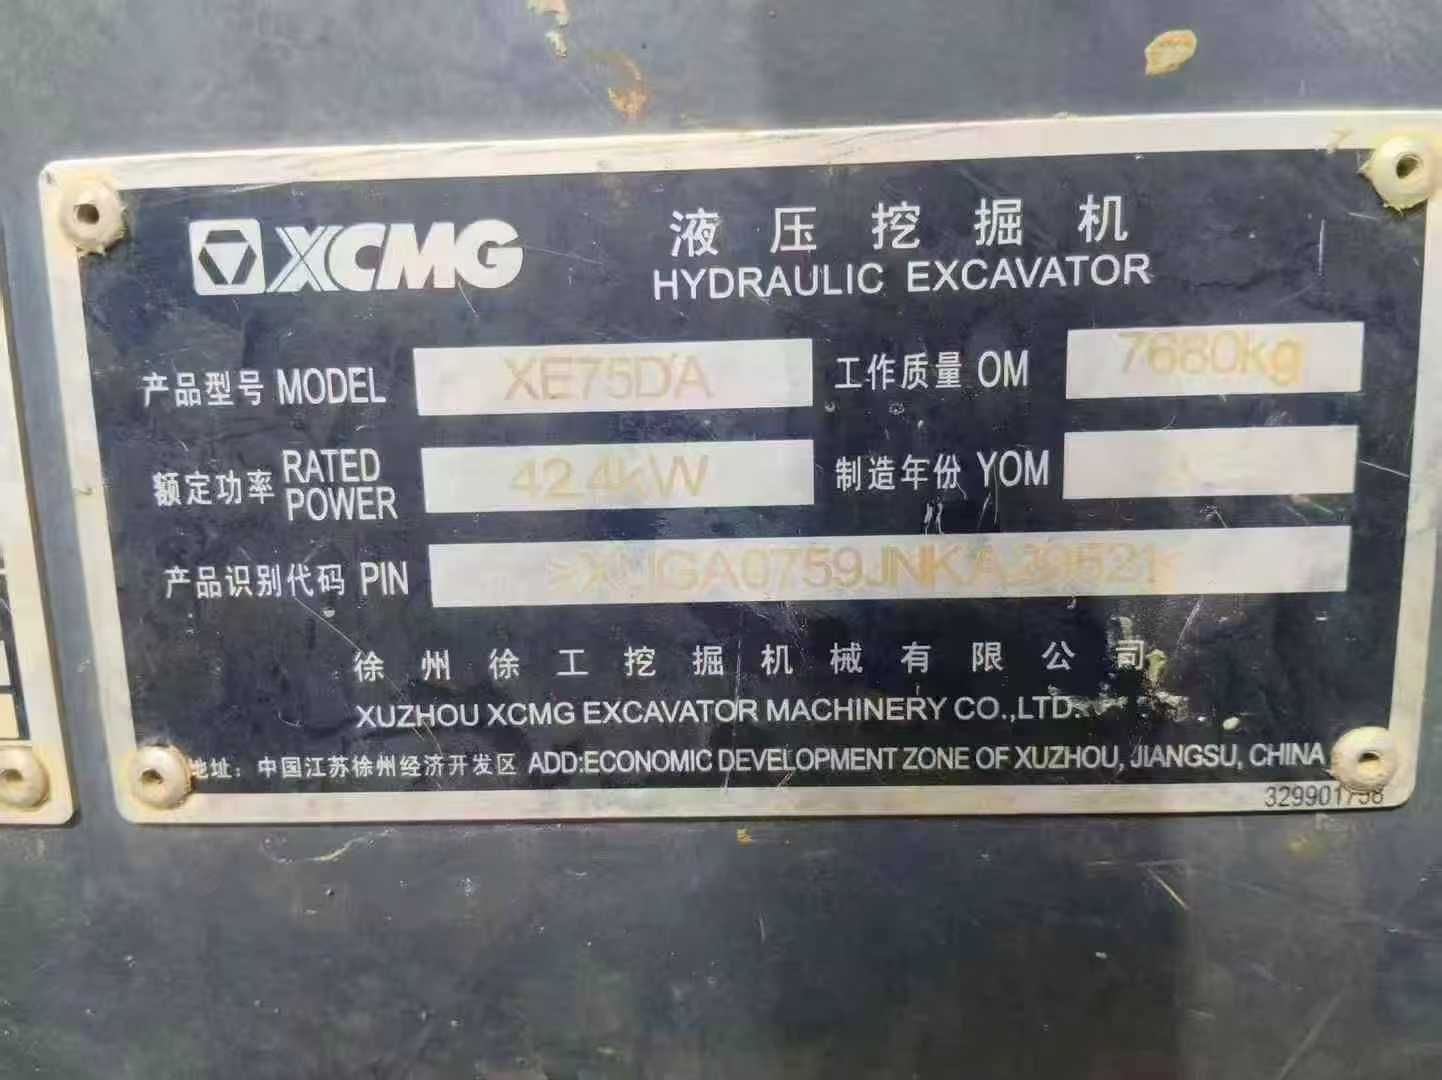 XCMG
液压挖掘机
HYDRAULIC EXCAVATOR
产品型号 MODEL XE75DA 工作质量 OM 7680kg
额定功率 RATED POWER 42.4kW 制造年份 YOM
产品识别代码 PIN
徐州徐工挖掘机械有限公司
XUZHOU XCMG EXCAVATOR MACHINERY CO.,LTD.
地址：中国江苏徐州经济开发区 ADD:ECONOMIC DEVELOPMENT ZONE OF XUZHOU, JIANGSU, CHINA
329901758